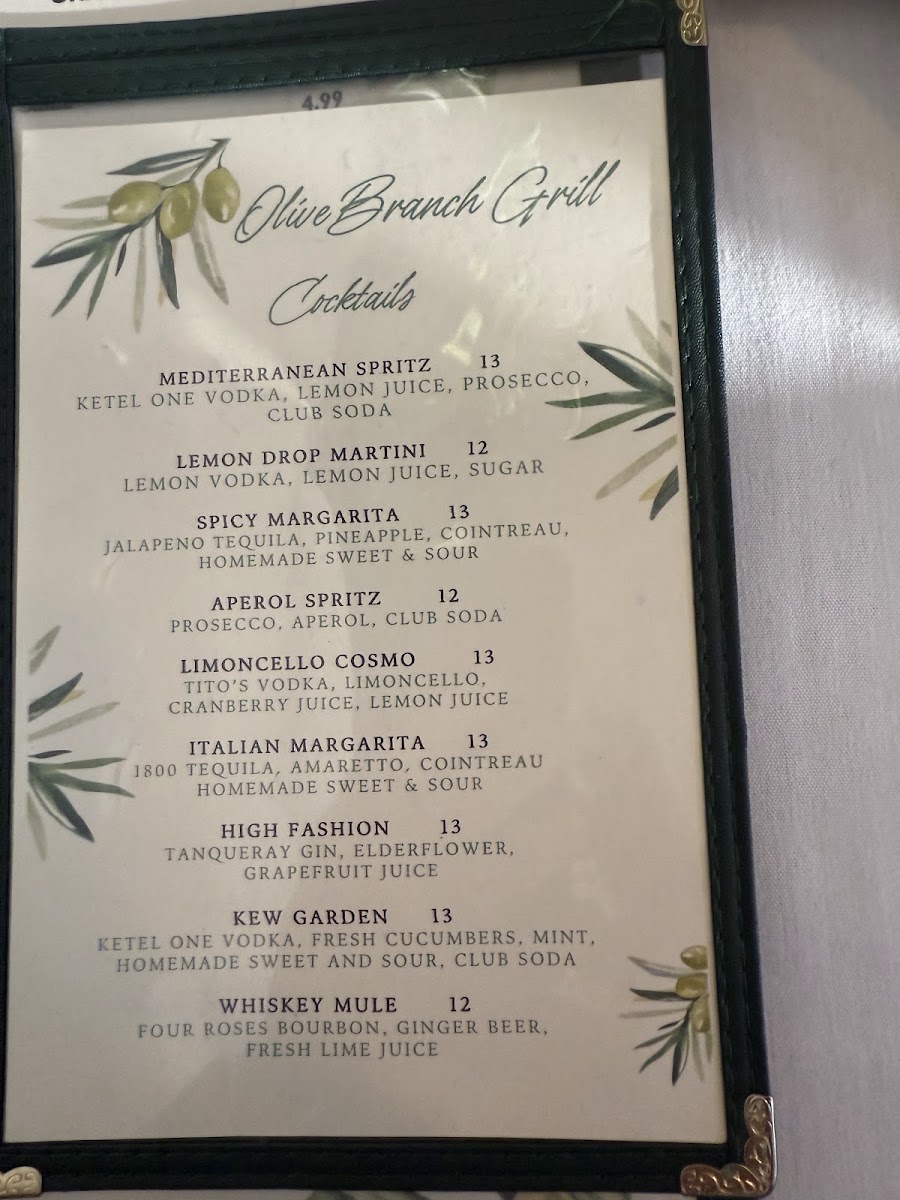 4.99
Olive Branch Grill
Cocktails
MEDITERRANEAN SPRITZ 13
KETEL ONE VODKA, LEMON JUICE, PROSECCO,
CLUB SODA
LEMON DROP MARTINI 12
LEMON VODKA, LEMON JUICE, SUGAR
SPICY MARGARITA 13
JALAPENO TEQUILA, PINEAPPLE, COINTREAU,
HOMEMADE SWEET & SOUR
APEROL SPRITZ 12
PROSECCO, APEROL, CLUB SODA
LIMONCELLO COSMO 13
TITO'S VODKA, LIMONCELLO,
CRANBERRY JUICE, LEMON JUICE
ITALIAN MARGARITA 13
1800 TEQUILA, AMARETTO, COINTREAU
HOMEMADE SWEET & SOUR
HIGH FASHION 13
TANQUERAY GIN, ELDERFLOWER,
GRAPEFRUIT JUICE
KEW GARDEN 13
KETEL ONE VODKA, FRESH CUCUMBERS, MINT,
HOMEMADE SWEET AND SOUR, CLUB SODA
WHISKEY MULE 12
FOUR ROSES BOURBON, GINGER BEER,
FRESH LIME JUICE